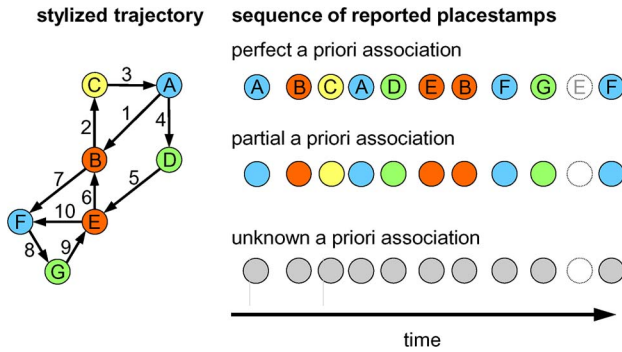 stylized trajectory
sequence of reported placestamps
perfect a priori association
A B C A D E B F G E F
partial a priori association
unknown a priori association
time
C 3 A
1
4
2
B D
7 5
6
F 10 E
8 9
G